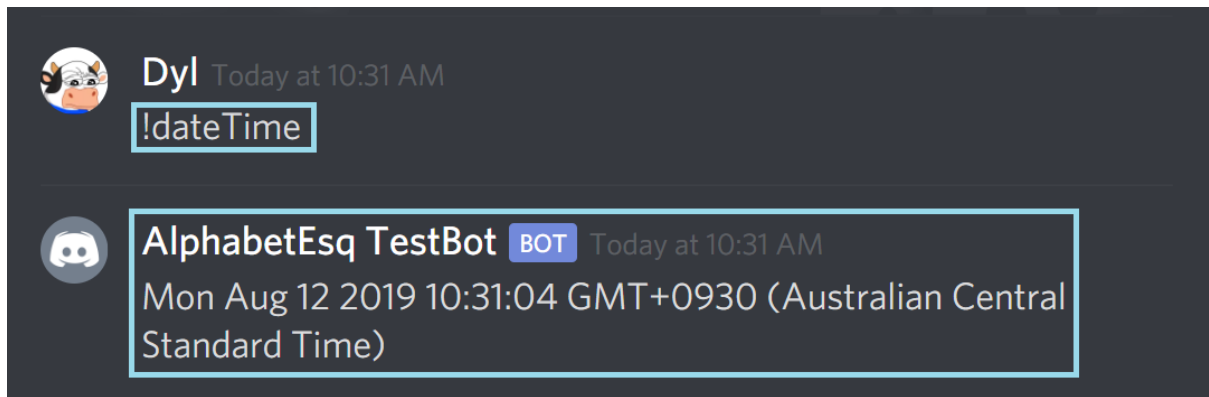 Dyl Today at 10:31 AM
!dateTime
AlphabetEsq TestBot BOT Today at 10:31 AM
Mon Aug 12 2019 10:31:04 GMT+0930 (Australian Central
Standard Time)